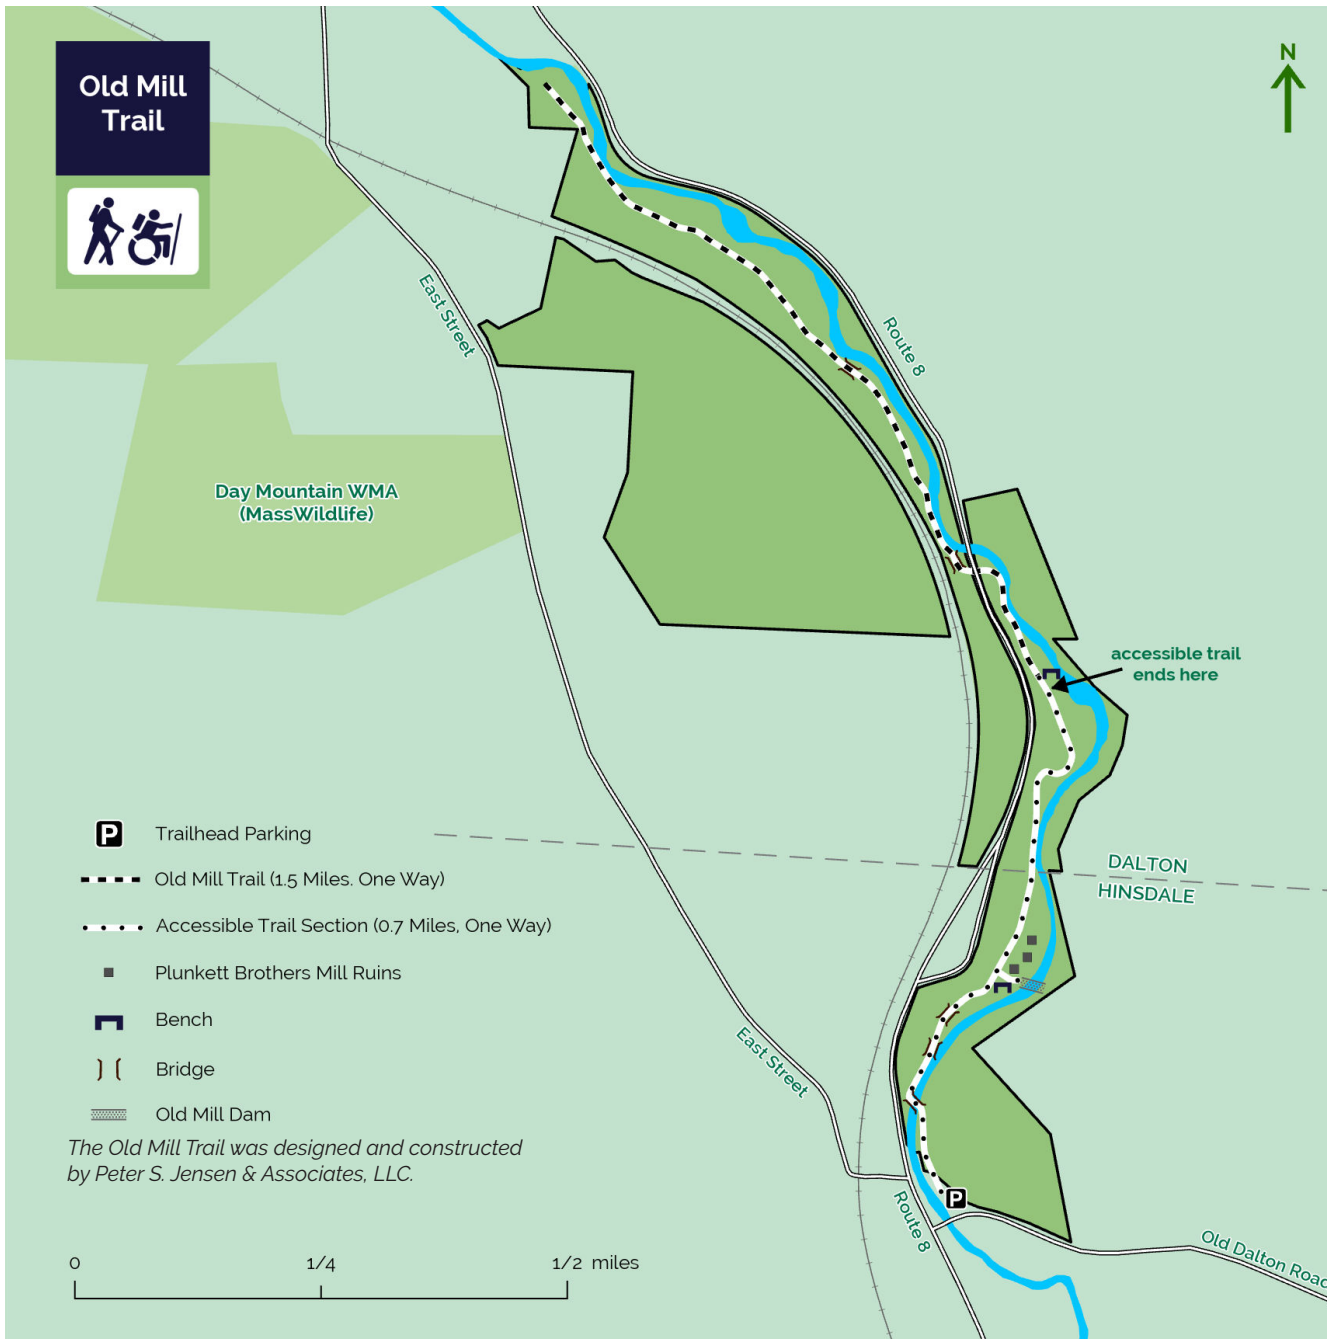 Old Mill
Trail
N
East Street
Route 8
Day Mountain WMA
(MassWildlife)
accessible trail
ends here
P Trailhead Parking
Old Mill Trail (1.5 Miles. One Way)
Accessible Trail Section (0.7 Miles, One Way)
Plunkett Brothers Mill Ruins
Bench
Bridge
Old Mill Dam
The Old Mill Trail was designed and constructed
by Peter S. Jensen & Associates, LLC.
DALTON
HINSDALE
East Street
P
Route 8
Old Dalton Road
0 1/4 1/2 miles